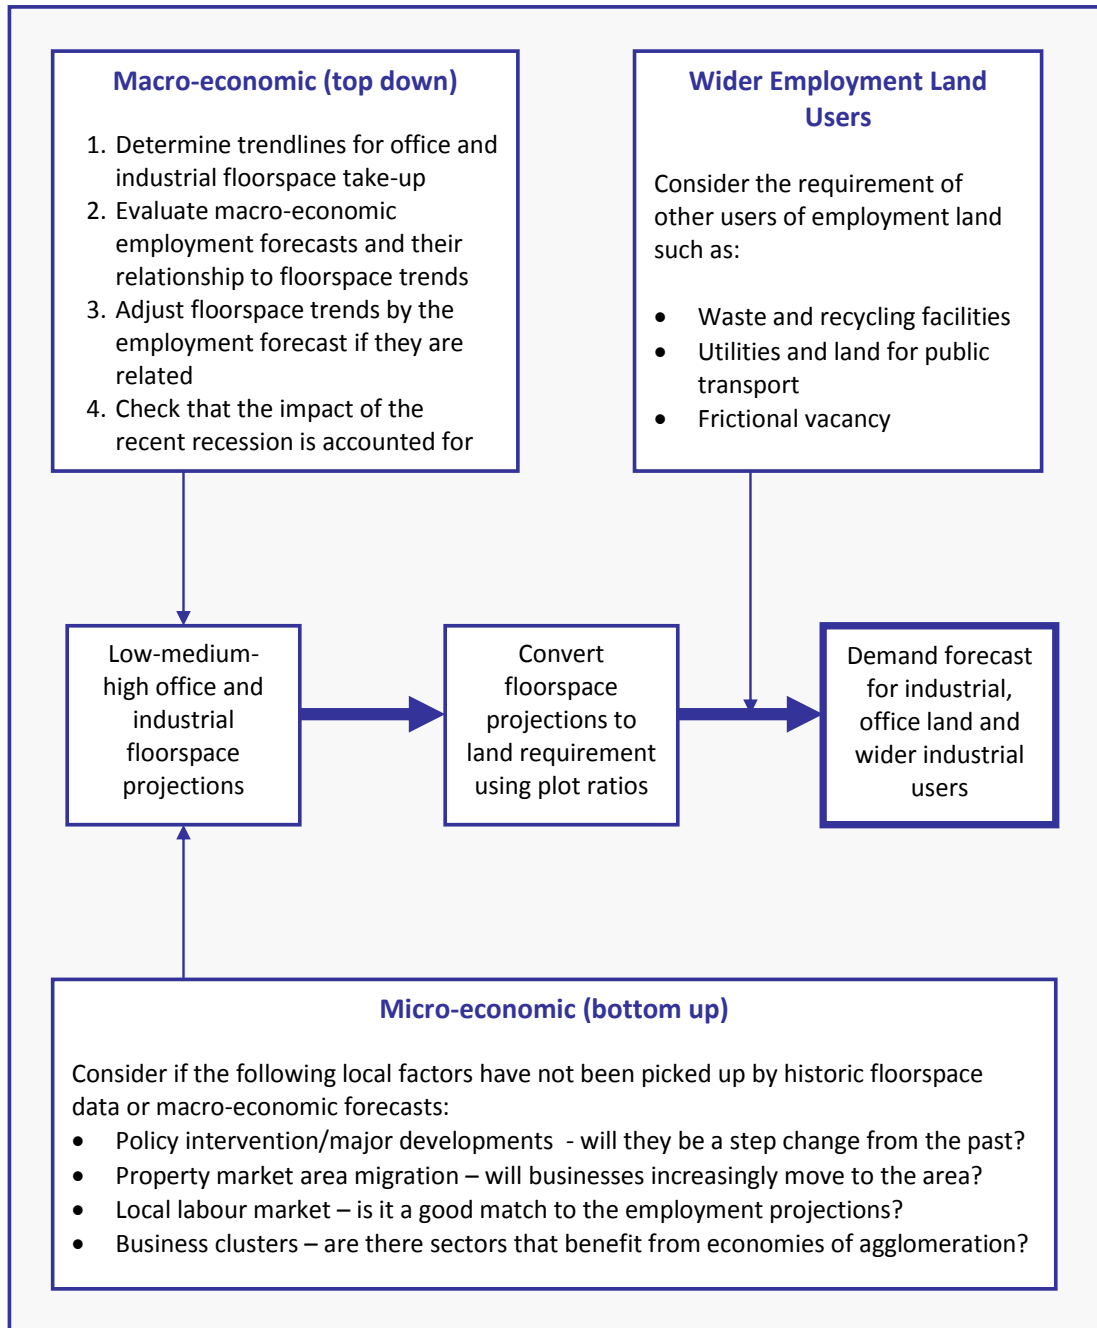 Macro-economic (top down)
1. Determine trendlines for office and
industrial floorspace take-up
2. Evaluate macro-economic
employment forecasts and their
relationship to floorspace trends
3. Adjust floorspace trends by the
employment forecast if they are
related
4. Check that the impact of the
recent recession is accounted for
Wider Employment Land
Users
Consider the requirement of
other users of employment land
such as:
• Waste and recycling facilities
• Utilities and land for public
transport
• Frictional vacancy
Low-medium-
high office and
industrial
floorspace
projections
Convert
floorspace
projections to
land requirement
using plot ratios
Demand forecast
for industrial,
office land and
wider industrial
users
Micro-economic (bottom up)
Consider if the following local factors have not been picked up by historic floorspace
data or macro-economic forecasts:
• Policy intervention/major developments - will they be a step change from the past?
• Property market area migration – will businesses increasingly move to the area?
• Local labour market – is it a good match to the employment projections?
• Business clusters – are there sectors that benefit from economies of agglomeration?